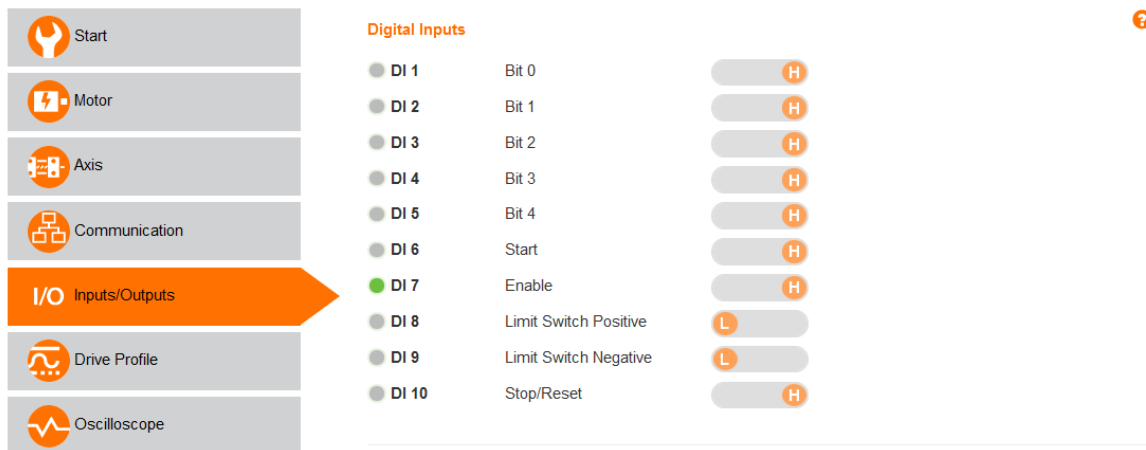 Start
Motor
Axis
Communication
I/O Inputs/Outputs
Drive Profile
Oscilloscope
Digital Inputs
?
DI 1 Bit 0 H
DI 2 Bit 1 H
DI 3 Bit 2 H
DI 4 Bit 3 H
DI 5 Bit 4 H
DI 6 Start H
DI 7 Enable H
DI 8 Limit Switch Positive L
DI 9 Limit Switch Negative L
DI 10 Stop/Reset H